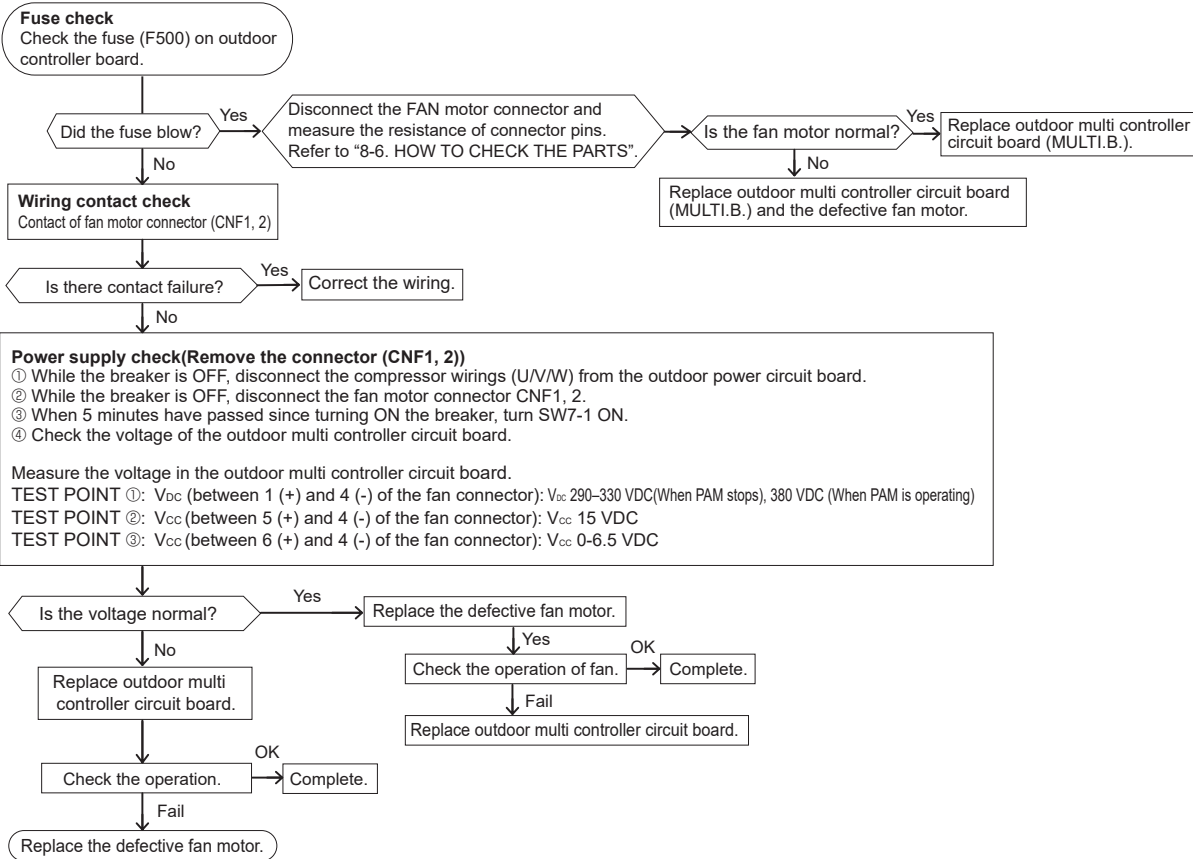 Fuse check
Check the fuse (F500) on outdoor
controller board.
Did the fuse blow?
Yes
Disconnect the FAN motor connector and
measure the resistance of connector pins.
Refer to “8-6. HOW TO CHECK THE PARTS”.
Is the fan motor normal?
Yes
Replace outdoor multi controller
circuit board (MULTI.B.).
No
Replace outdoor multi controller circuit board
(MULTI.B.) and the defective fan motor.
No
Wiring contact check
Contact of fan motor connector (CNF1, 2)
Is there contact failure?
Yes
Correct the wiring.
No
Power supply check(Remove the connector (CNF1, 2))
① While the breaker is OFF, disconnect the compressor wirings (U/V/W) from the outdoor power circuit board.
② While the breaker is OFF, disconnect the fan motor connector CNF1, 2.
③ When 5 minutes have passed since turning ON the breaker, turn SW7-1 ON.
④ Check the voltage of the outdoor multi controller circuit board.
Measure the voltage in the outdoor multi controller circuit board.
TEST POINT ①: VDC (between 1 (+) and 4 (-) of the fan connector): VDC 290–330 VDC(When PAM stops), 380 VDC (When PAM is operating)
TEST POINT ②: VCC (between 5 (+) and 4 (-) of the fan connector): VCC 15 VDC
TEST POINT ③: VCC (between 6 (+) and 4 (-) of the fan connector): VCC 0-6.5 VDC
Is the voltage normal?
Yes
Replace the defective fan motor.
Yes
Check the operation of fan.
OK
Complete.
Fail
Replace outdoor multi controller circuit board.
No
Replace outdoor multi
controller circuit board.
Check the operation.
OK
Complete.
Fail
Replace the defective fan motor.